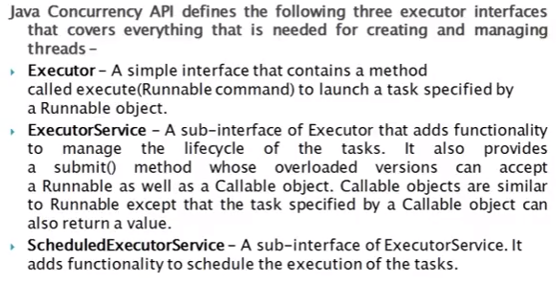 Java Concurrency API defines the following three executor interfaces
that covers everything that is needed for creating and managing
threads –
Executor – A simple interface that contains a method
called execute(Runnable command) to launch a task specified by
a Runnable object.
ExecutorService – A sub-interface of Executor that adds functionality
to manage the lifecycle of the tasks. It also provides
a submit() method whose overloaded versions can accept
a Runnable as well as a Callable object. Callable objects are similar
to Runnable except that the task specified by a Callable object can
also return a value.
ScheduledExecutorService – A sub-interface of ExecutorService. It
adds functionality to schedule the execution of the tasks.